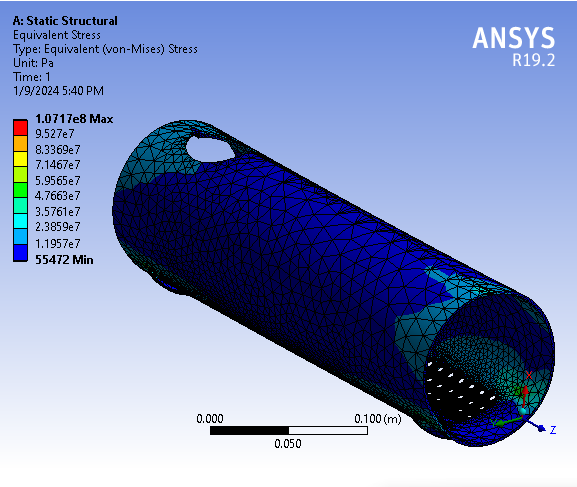 A: Static Structural
Equivalent Stress
Type: Equivalent (von-Mises) Stress
Unit: Pa
Time: 1
1/9/2024 5:40 PM
ANSYS
R19.2
1.0717e8 Max
9.527e7
8.3369e7
7.1467e7
5.9565e7
4.7663e7
3.5761e7
2.3859e7
1.1957e7
55472 Min
X
Y
Z
0.000
0.100 (m)
0.050